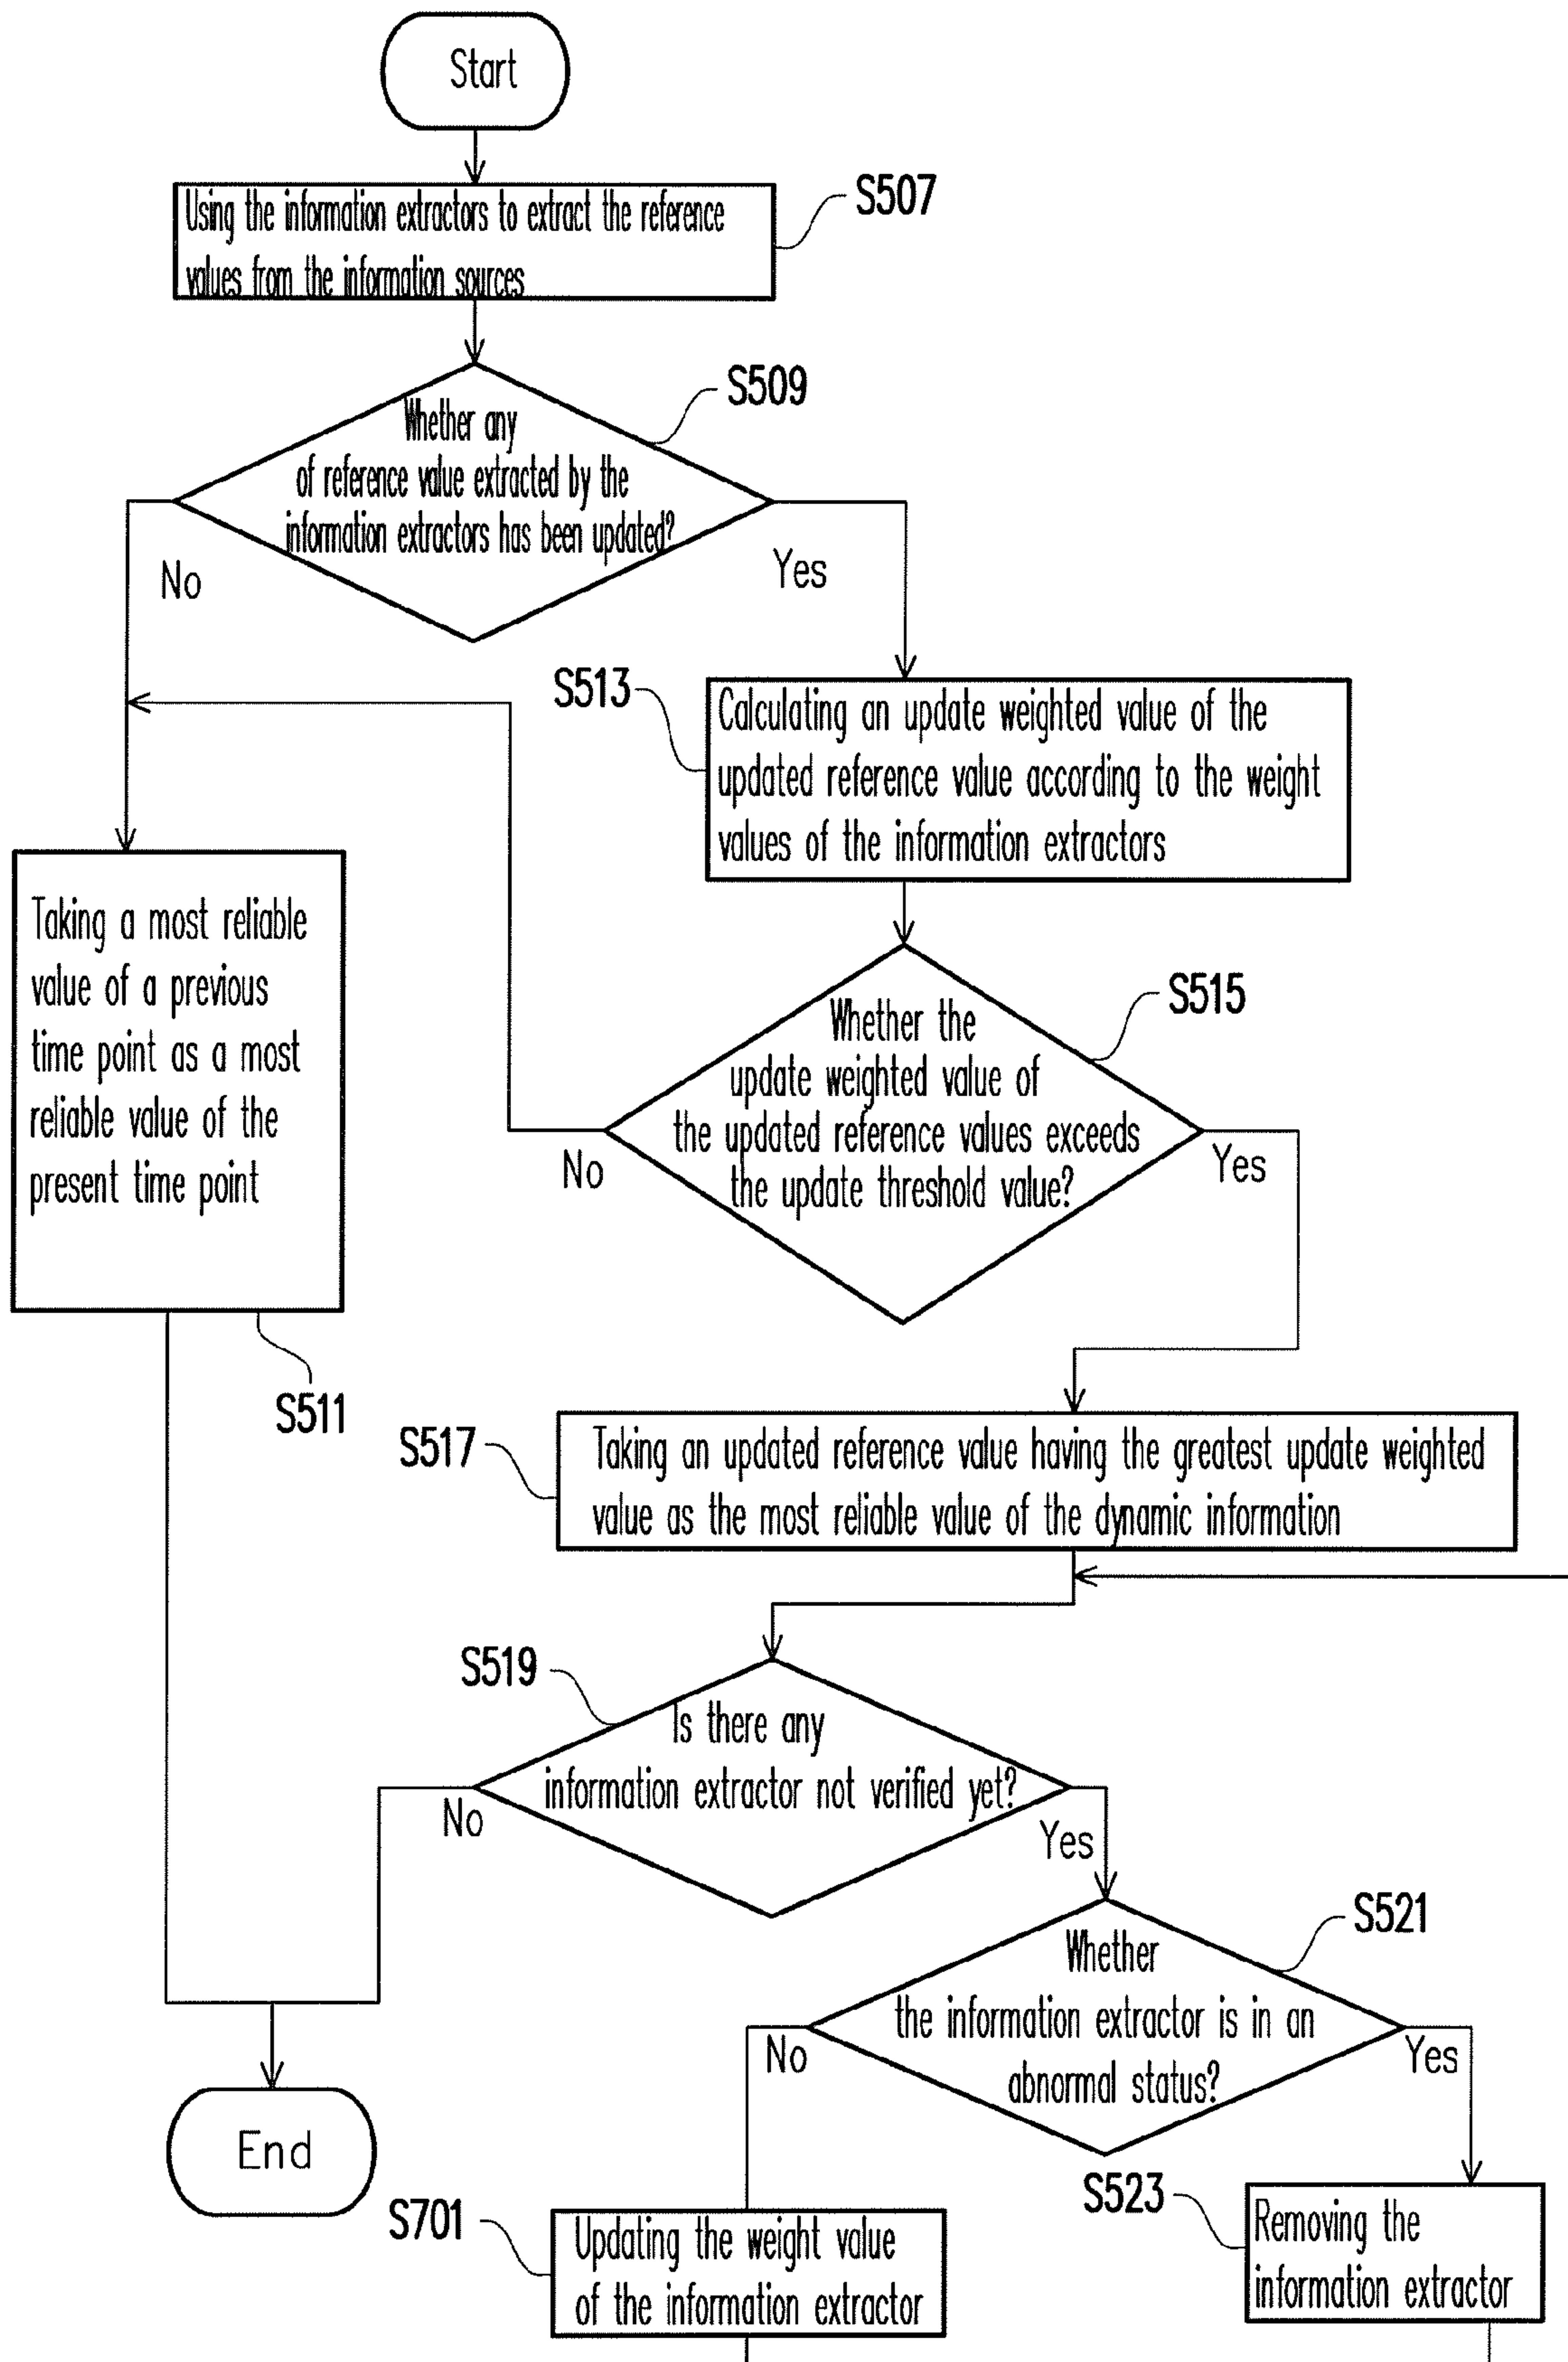 Start
S507
Using the information extractors to extract the reference
values from the information sources
S509
Whether any
of reference value extracted by the
information extractors has been updated?
No
Yes
S513
Calculating an update weighted value of the
updated reference value according to the weight
values of the information extractors
Taking a most reliable
value of a previous
time point as a most
reliable value of the
present time point
S511
S515
Whether the
update weighted value of
the updated reference values exceeds
the update threshold value?
No
Yes
S517
Taking an updated reference value having the greatest update weighted
value as the most reliable value of the dynamic information
S519
Is there any
information extractor not verified yet?
No
Yes
S521
Whether
the information extractor is in an
abnormal status?
No
Yes
End
S701
Updating the weight value
of the information extractor
S523
Removing the
information extractor